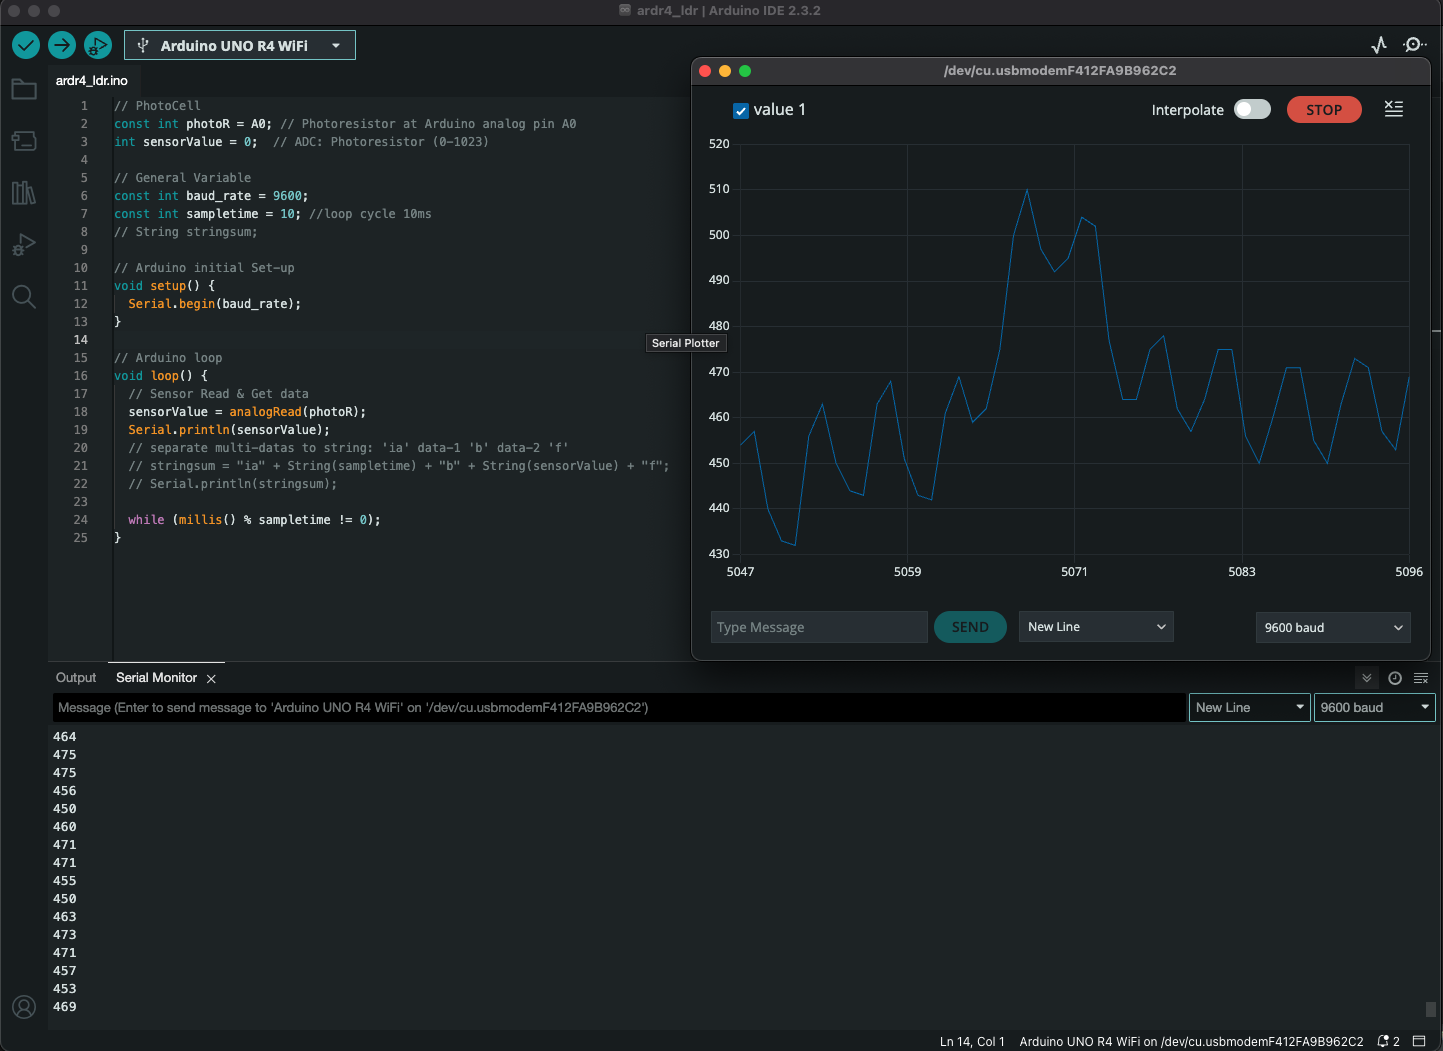 ardr4_ldr | Arduino IDE 2.3.2
Arduino UNO R4 WiFi
ardr4_ldr.ino
1 // PhotoCell
2 const int photoR = A0; // Photoresistor at Arduino analog pin A0
3 int sensorValue = 0;  // ADC: Photoresistor (0-1023)
4
5 // General Variable
6 const int baud_rate = 9600;
7 const int sampletime = 10; //loop cycle 10ms
8 // String stringsum;
9
10 // Arduino initial Set-up
11 void setup() {
12   Serial.begin(baud_rate);
13 }
14
15 // Arduino loop
16 void loop() {
17   // Sensor Read & Get data
18   sensorValue = analogRead(photoR);
19   Serial.println(sensorValue);
20   // separate multi-datas to string: 'ia' data-1 'b' data-2 'f'
21   // stringsum = "ia" + String(sampletime) + "b" + String(sensorValue) + "f";
22   // Serial.println(stringsum);
23
24   while (millis() % sampletime != 0);
25 }
Serial Plotter
/dev/cu.usbmodemF412FA9B962C2
value 1
Interpolate
STOP
520
510
500
490
480
470
460
450
440
430
5047 5059 5071 5083 5096
Type Message
SEND
New Line
9600 baud
Output
Serial Monitor
Message (Enter to send message to 'Arduino UNO R4 WiFi' on '/dev/cu.usbmodemF412FA9B962C2')
New Line
9600 baud
464
475
475
456
450
460
471
471
455
450
463
473
471
457
453
469
Ln 14, Col 1
Arduino UNO R4 WiFi on /dev/cu.usbmodemF412FA9B962C2
2